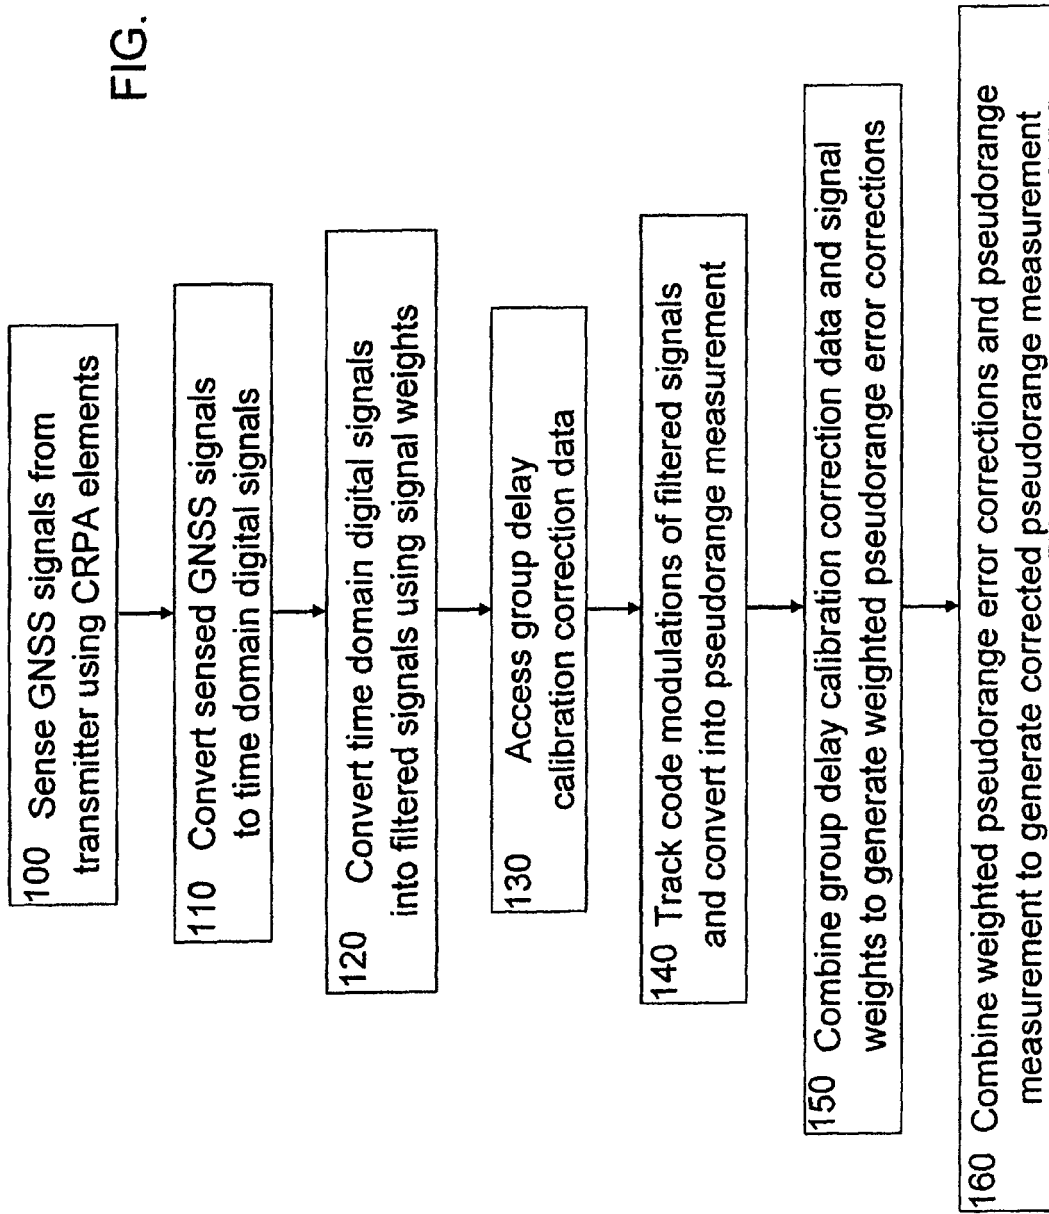 FIG.
100 Sense GNSS signals from
transmitter using CRPA elements
110 Convert sensed GNSS signals
to time domain digital signals
120 Convert time domain digital signals
into filtered signals using signal weights
130 Access group delay
calibration correction data
140 Track code modulations of filtered signals
and convert into pseudorange measurement
150 Combine group delay calibration correction data and signal
weights to generate weighted pseudorange error corrections
160 Combine weighted pseudorange error corrections and pseudorange
measurement to generate corrected pseudorange measurement